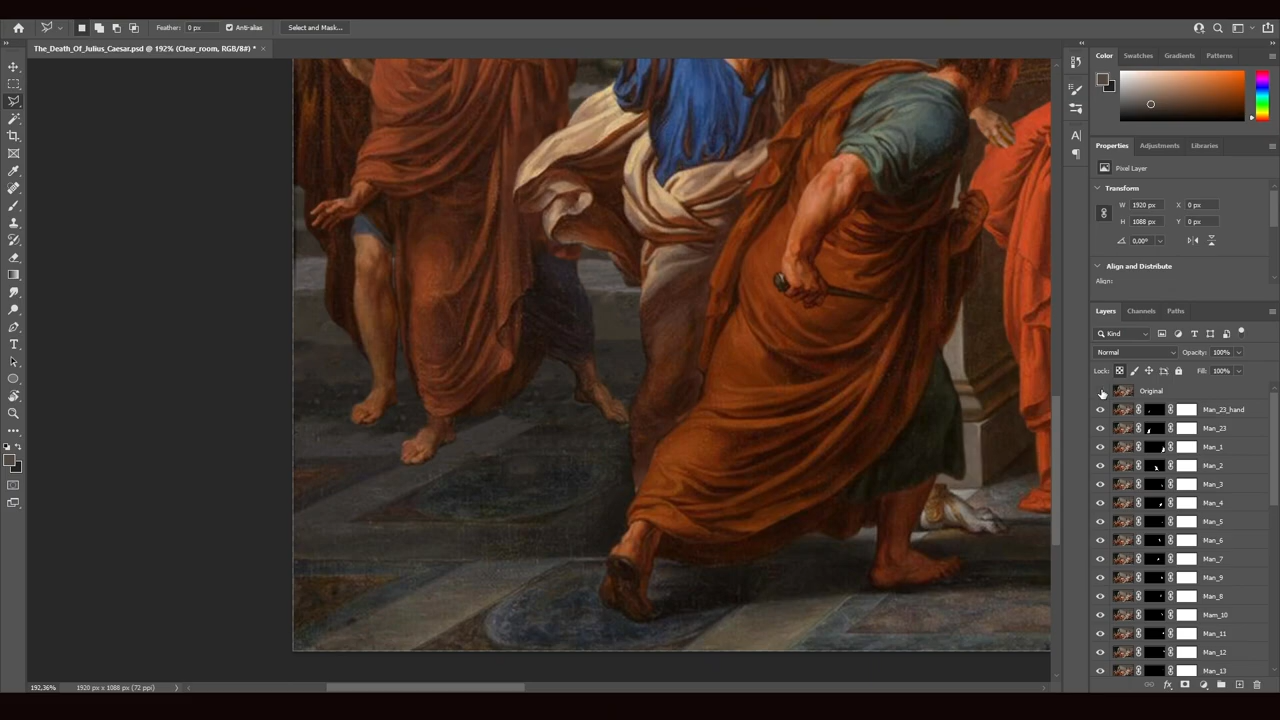 Feather: 0 px Anti-alias Select and Mask...
The_Death_Of_Julius_Caesar.psd @ 192% (Clear_room, RGB/8#) * ×
Color Swatches Gradients Patterns
Properties Adjustments Libraries
Pixel Layer
Transform
W 1920 px X 0 px
H 1088 px Y 0 px
0,00°
Align and Distribute
Align:
Layers Channels Paths
Kind
Normal Opacity: 100%
Lock: Fill: 100%
Original
Man_23_hand
Man_23
Man_1
Man_2
Man_3
Man_4
Man_5
Man_6
Man_7
Man_9
Man_8
Mam_10
Man_11
Man_12
Man_13
192,36% 1920 px x 1088 px (72 ppi)